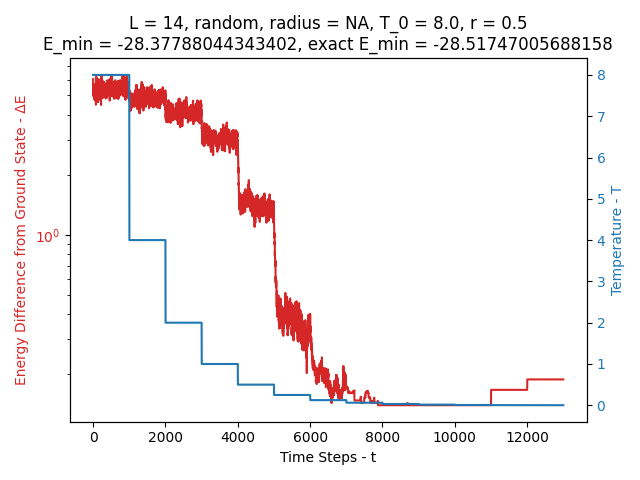 L = 14, random, radius = NA, T_0 = 8.0, r = 0.5
E_min = -28.37788044343402, exact E_min = -28.51747005688158
Energy Difference from Ground State - ΔE
10^0
8
7
6
5
4
3
2
1
0
Temperature - T
0 2000 4000 6000 8000 10000 12000
Time Steps - t